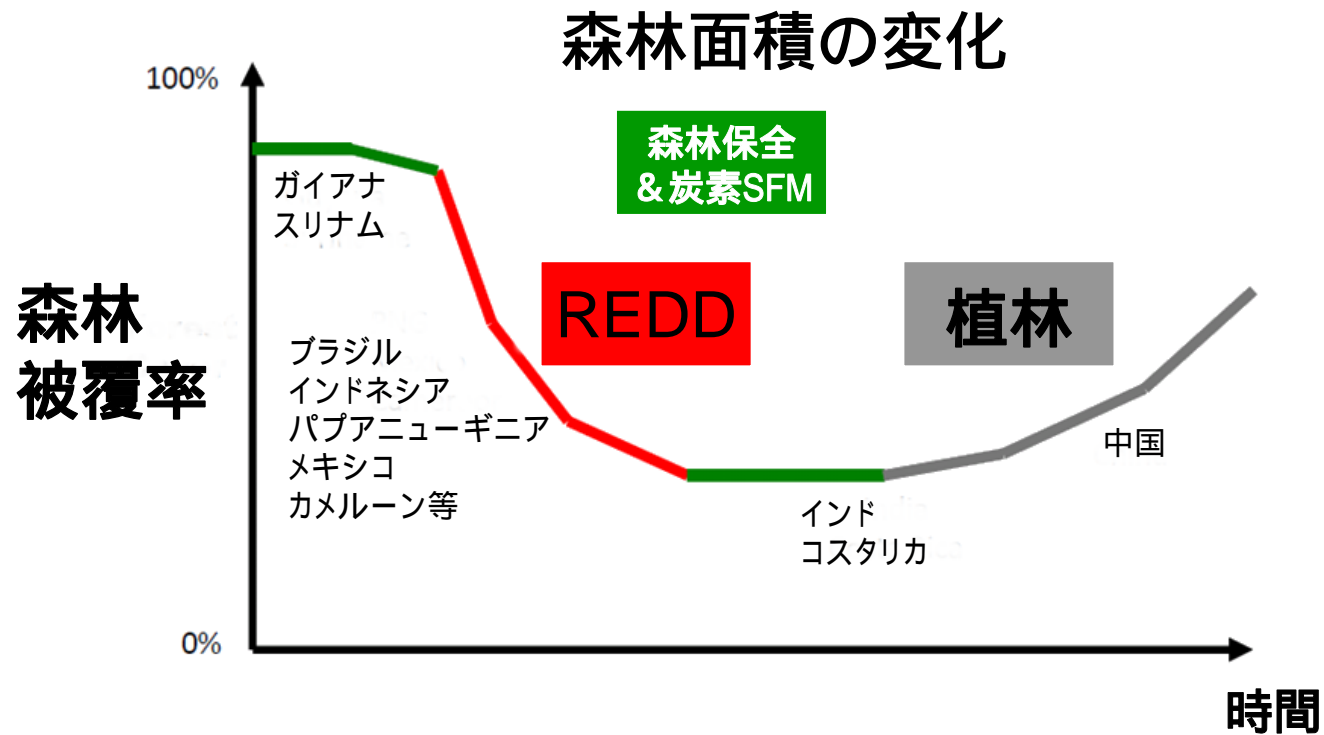 森林面積の変化
100%
森林保全
＆炭素SFM
ガイアナ
スリナム
REDD
植林
森林
被覆率
ブラジル
インドネシア
パプアニューギニア
メキシコ
カメルーン等
中国
インド
コスタリカ
0%
時間